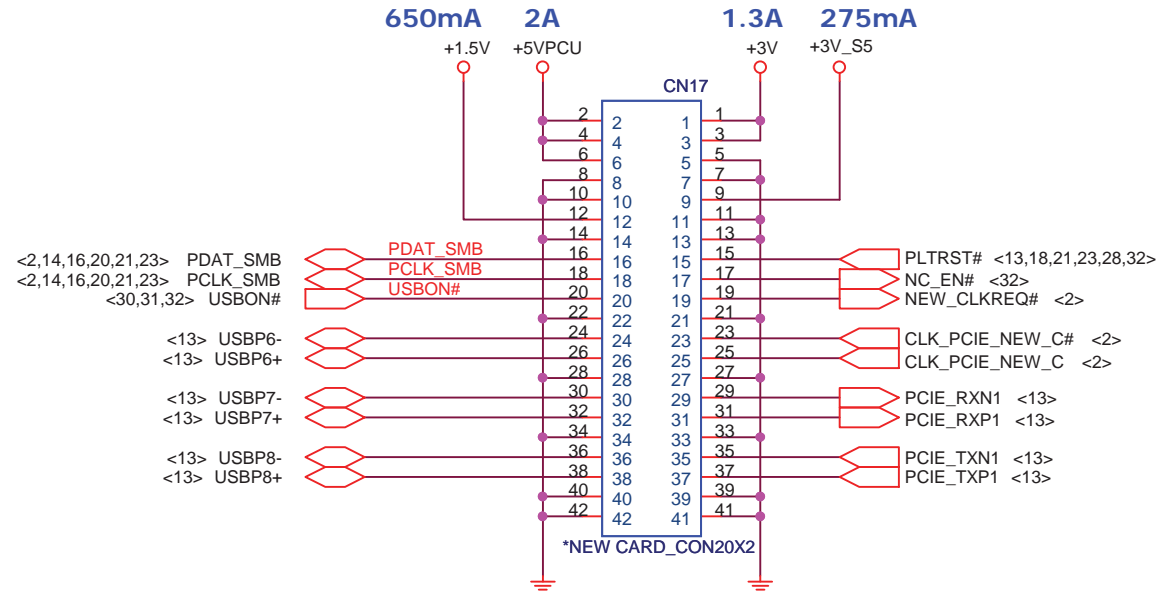 650mA 2A 1.3A 275mA
+1.5V +5VPCU +3V +3V_S5
CN17
2 2 1 1
4 4 3 3
6 6 5 5
8 8 7 7
10 10 9 9
12 12 11 11
14 14 13 13
<2,14,16,20,21,23> PDAT_SMB PDAT_SMB 16 16 15 15 PLTRST# <13,18,21,23,28,32>
<2,14,16,20,21,23> PCLK_SMB PCLK_SMB 18 18 17 17 NC_EN# <32>
<30,31,32> USBON# USBON# 20 20 19 19 NEW_CLKREQ# <2>
22 22 21 21
<13> USBP6- 24 24 23 23 CLK_PCIE_NEW_C# <2>
<13> USBP6+ 26 26 25 25 CLK_PCIE_NEW_C <2>
28 28 27 27
<13> USBP7- 30 30 29 29 PCIE_RXN1 <13>
<13> USBP7+ 32 32 31 31 PCIE_RXP1 <13>
34 34 33 33
<13> USBP8- 36 36 35 35 PCIE_TXN1 <13>
<13> USBP8+ 38 38 37 37 PCIE_TXP1 <13>
40 40 39 39
42 42 41 41
*NEW CARD_CON20X2